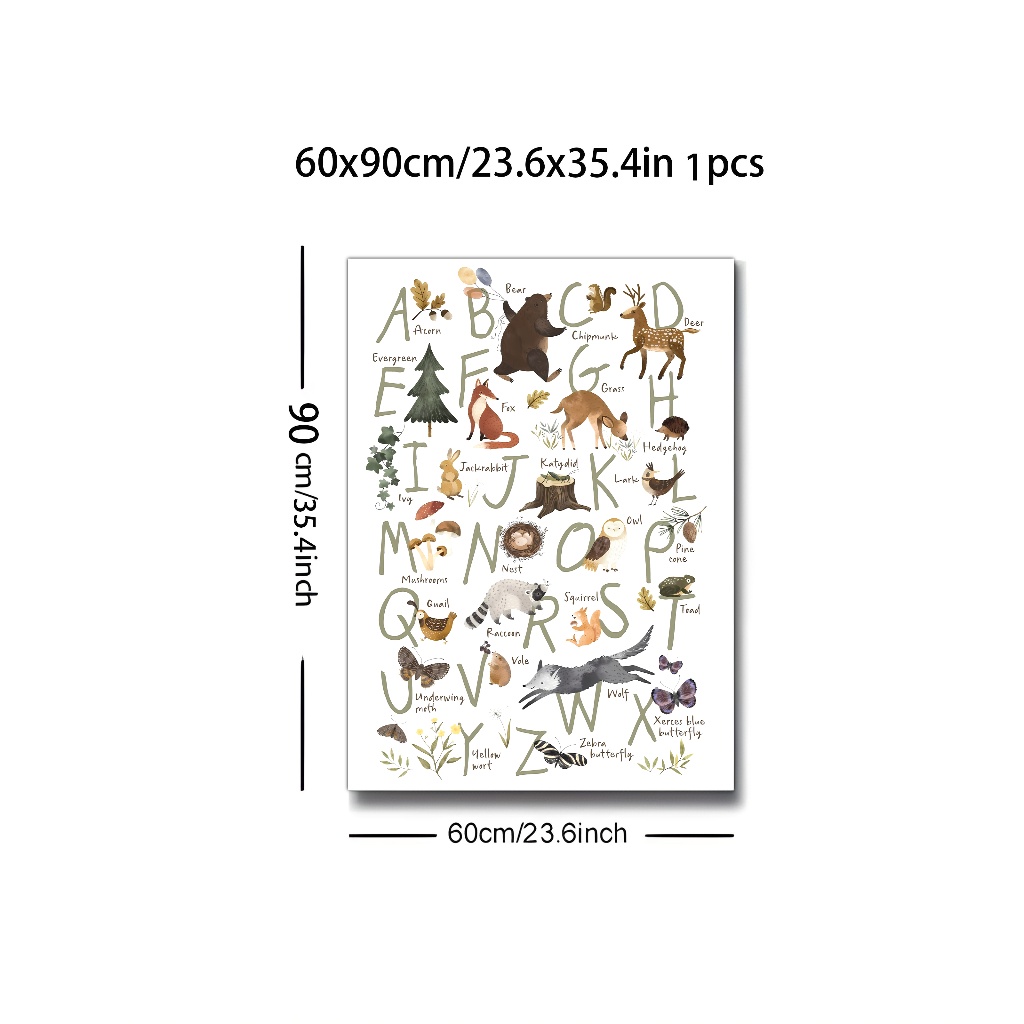 60x90cm/23.6x35.4in 1pcs
90 cm/35.4inch
A
Acorn
B
Bear
C
Chipmunk
D
Deer
Evergreen
E
F
Fox
G
Grass
H
Hedgehog
I
Ivy
Jackrabbit
J
Katydid
K
Lark
L
M
Mushrooms
N
Nest
O
Owl
P
Pine
cone
Q
Quail
Raccoon
R
Squirrel
S
T
Toad
U
Underwing
moth
V
Vole
W
Wolf
X
Xerces blue
butterfly
Y
Yellow
wort
Z
Zebra
butterfly
60cm/23.6inch